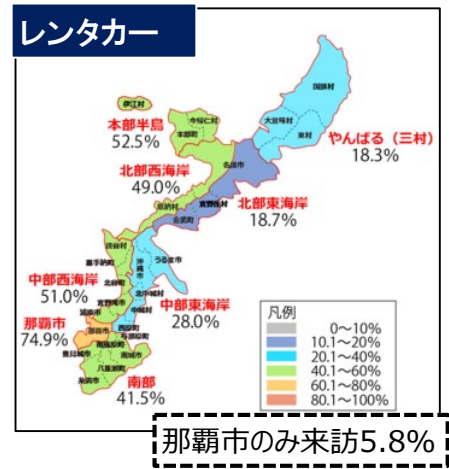 レンタカー
国頭村
大宜味村
東村
やんばる（三村）
18.3%
伊江村
今帰仁村
本部町
本部半島
52.5%
名護市
北部西海岸
49.0%
恩納村
宜野座村
金武町
北部東海岸
18.7%
読谷村
嘉手納町
沖縄市
うるま市
北谷町
中部西海岸
51.0%
宜野湾市
北中城村
中城村
中部東海岸
28.0%
浦添市
那覇市
74.9%
那覇市
西原町
与那原町
南風原町
豊見城市
南城市
八重瀬町
糸満市
南部
41.5%
凡例
0～10%
10.1～20%
20.1～40%
40.1～60%
60.1～80%
80.1～100%
那覇市のみ来訪5.8%